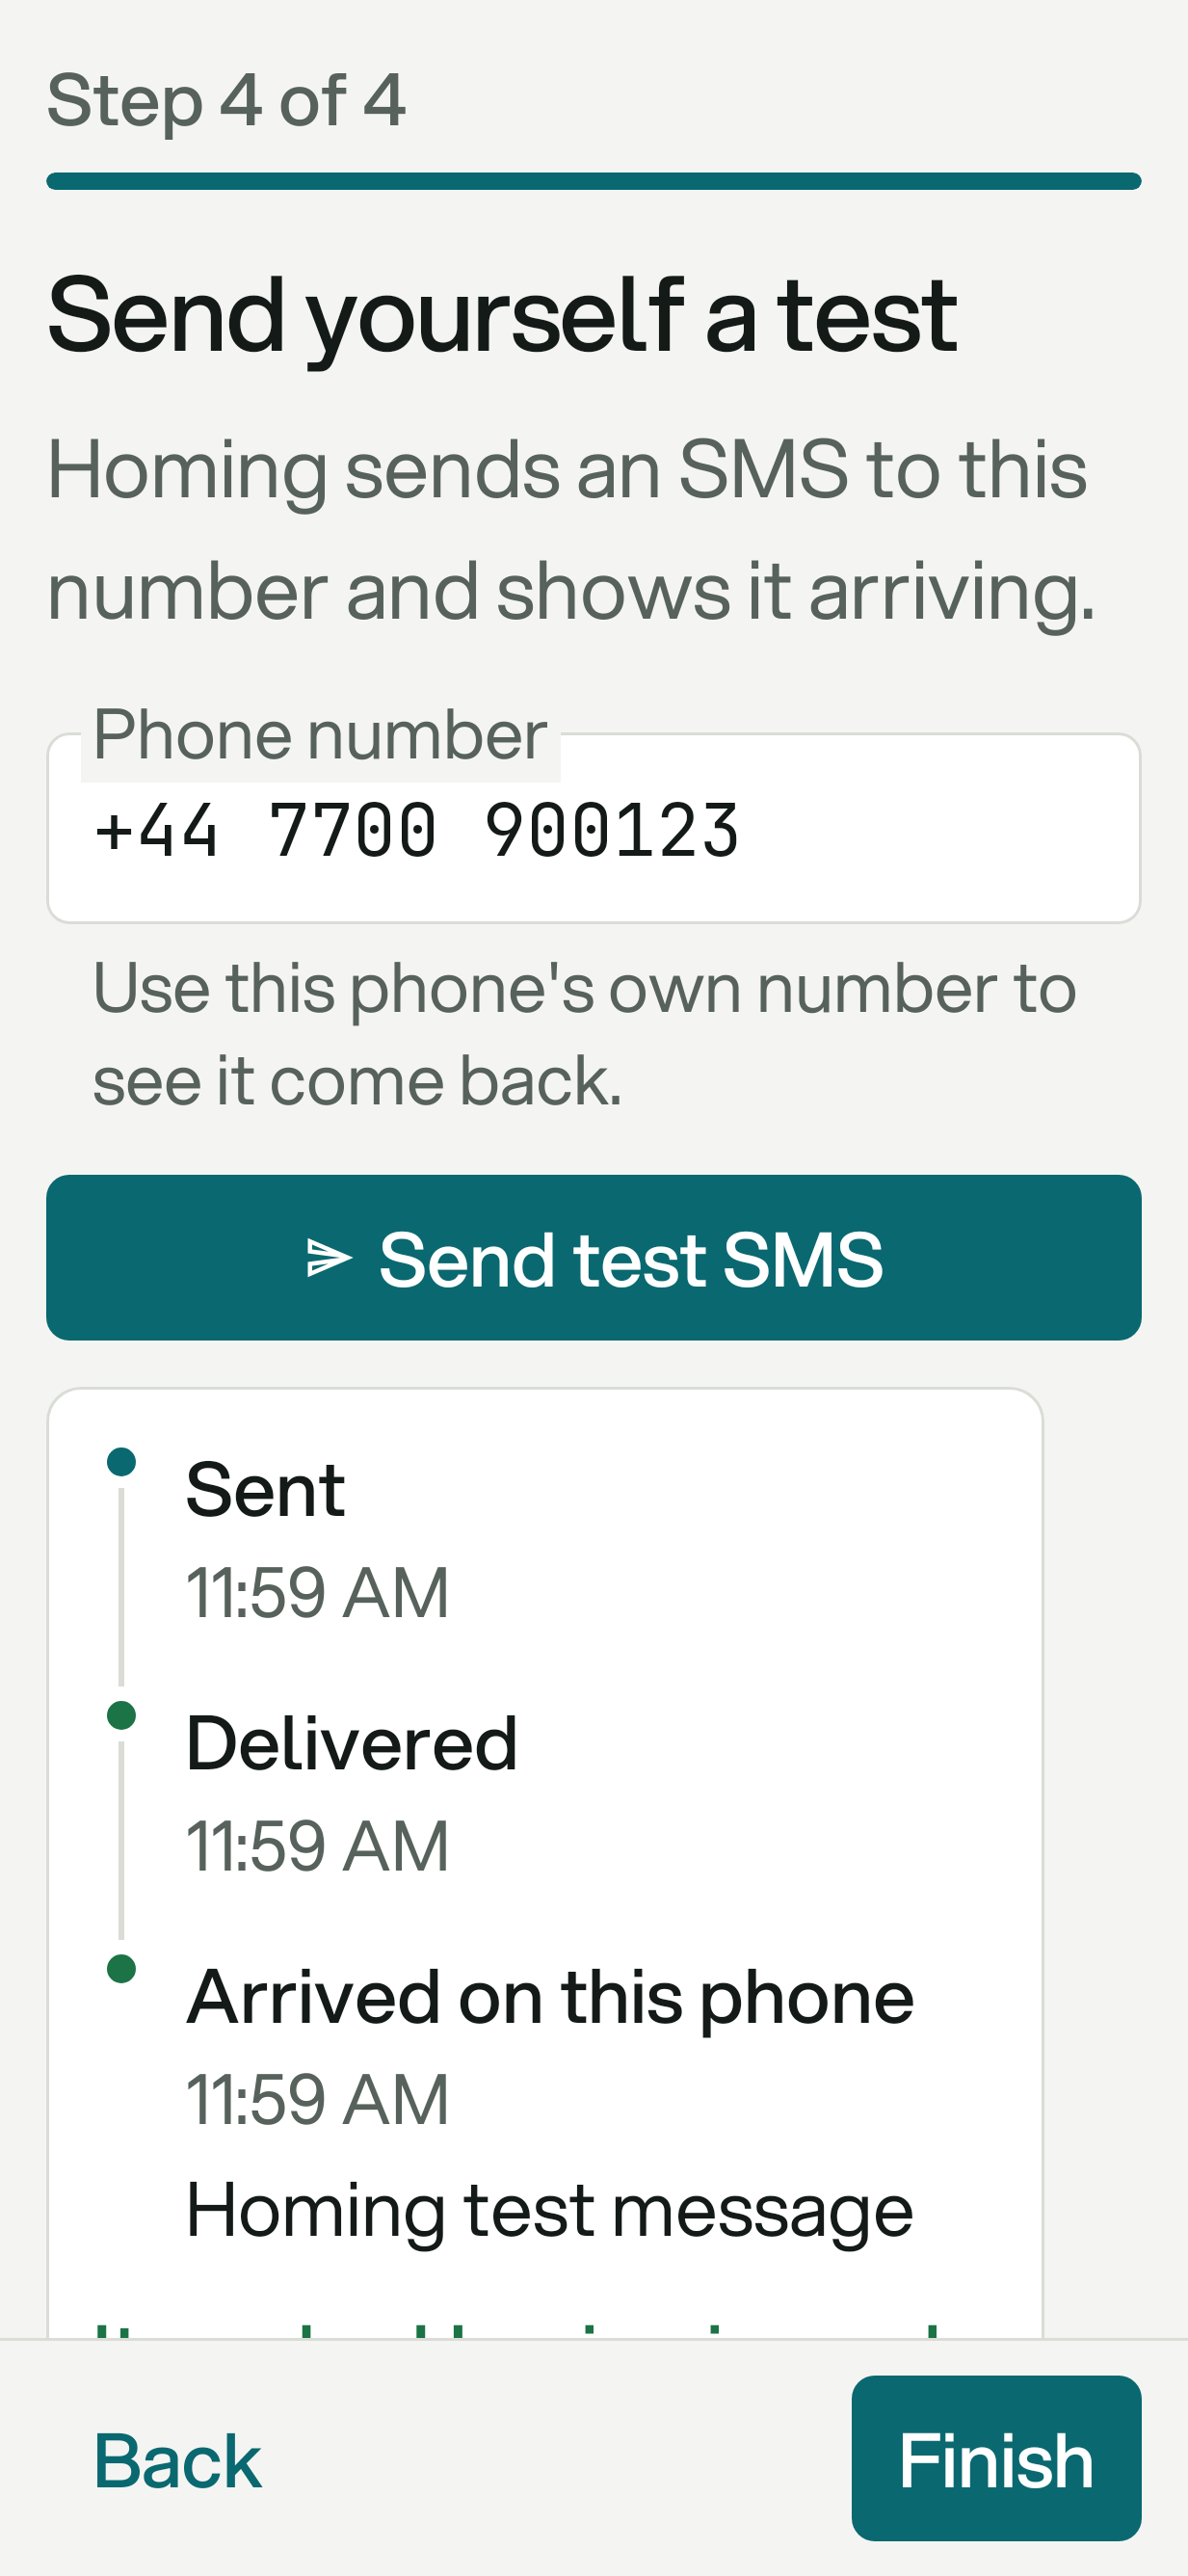 Step 4 of 4
Send yourself a test
Homing sends an SMS to this
number and shows it arriving.
Phone number
+44 7700 900123
Use this phone's own number to
see it come back.
Send test SMS
Sent
11:59 AM
Delivered
11:59 AM
Arrived on this phone
11:59 AM
Homing test message
Back
Finish